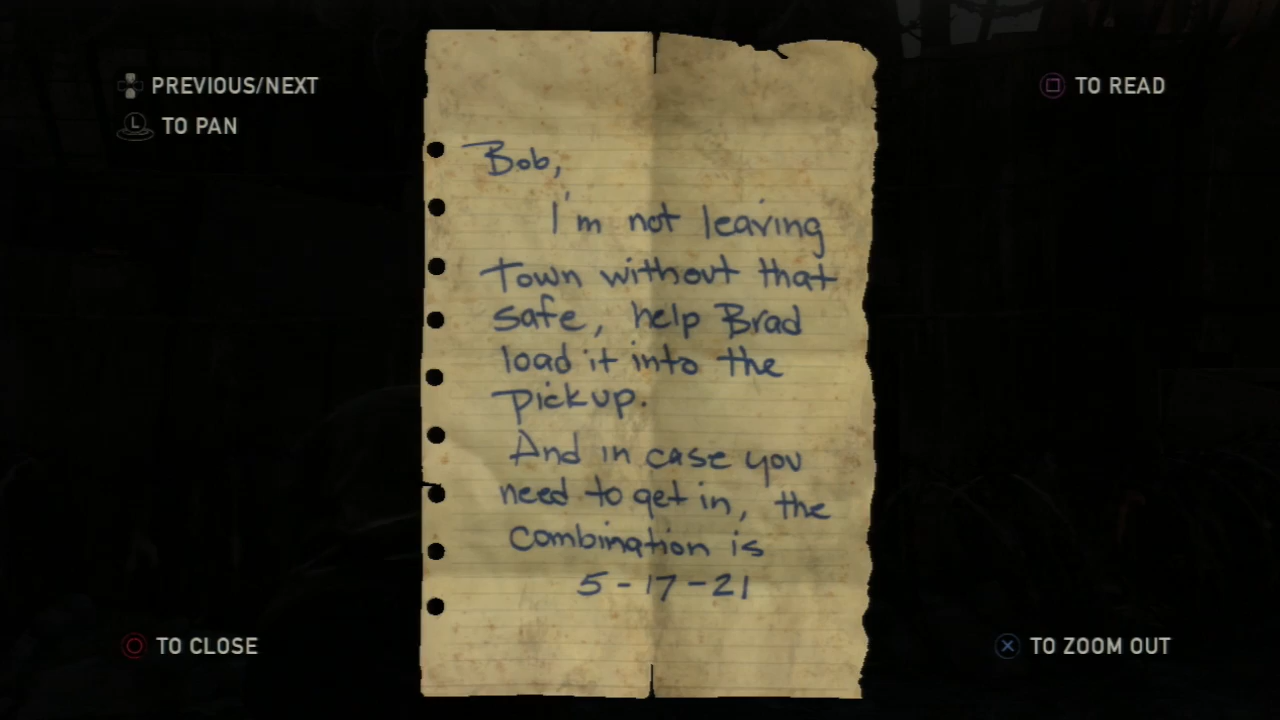 PREVIOUS/NEXT
L TO PAN
TO READ
Bob,
I'm not leaving
town without that
safe, help Brad
load it into the
pickup.
And in case you
need to get in, the
combination is
5-17-21
TO CLOSE
TO ZOOM OUT